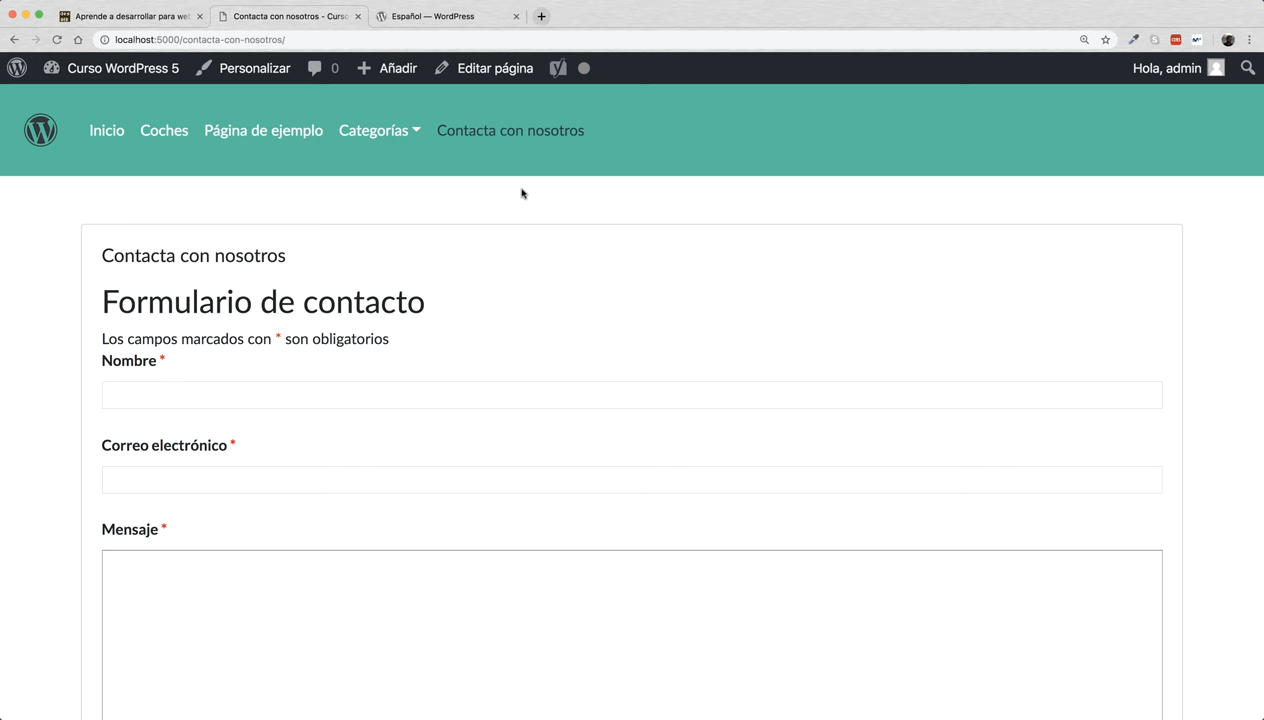 Aprende a desarrollar para web
Contacta con nosotros - Curso
Español — WordPress
localhost:5000/contacta-con-nosotros/
Curso WordPress 5
Personalizar
0
Añadir
Editar página
Hola, admin
Inicio
Coches
Página de ejemplo
Categorías
Contacta con nosotros
Contacta con nosotros
Formulario de contacto
Los campos marcados con * son obligatorios
Nombre *
Correo electrónico *
Mensaje *